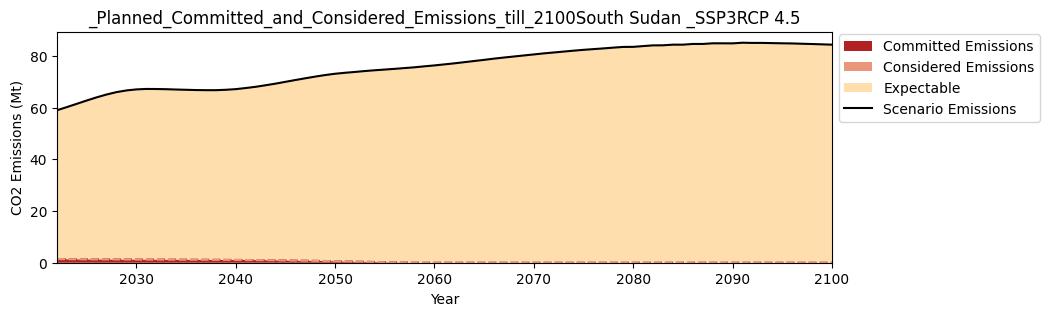 _Planned_Committed_and_Considered_Emissions_till_2100South Sudan _SSP3RCP 4.5
Committed Emissions
Considered Emissions
Expectable
Scenario Emissions
CO2 Emissions (Mt)
80
60
40
20
0
2030 2040 2050 2060 2070 2080 2090 2100
Year